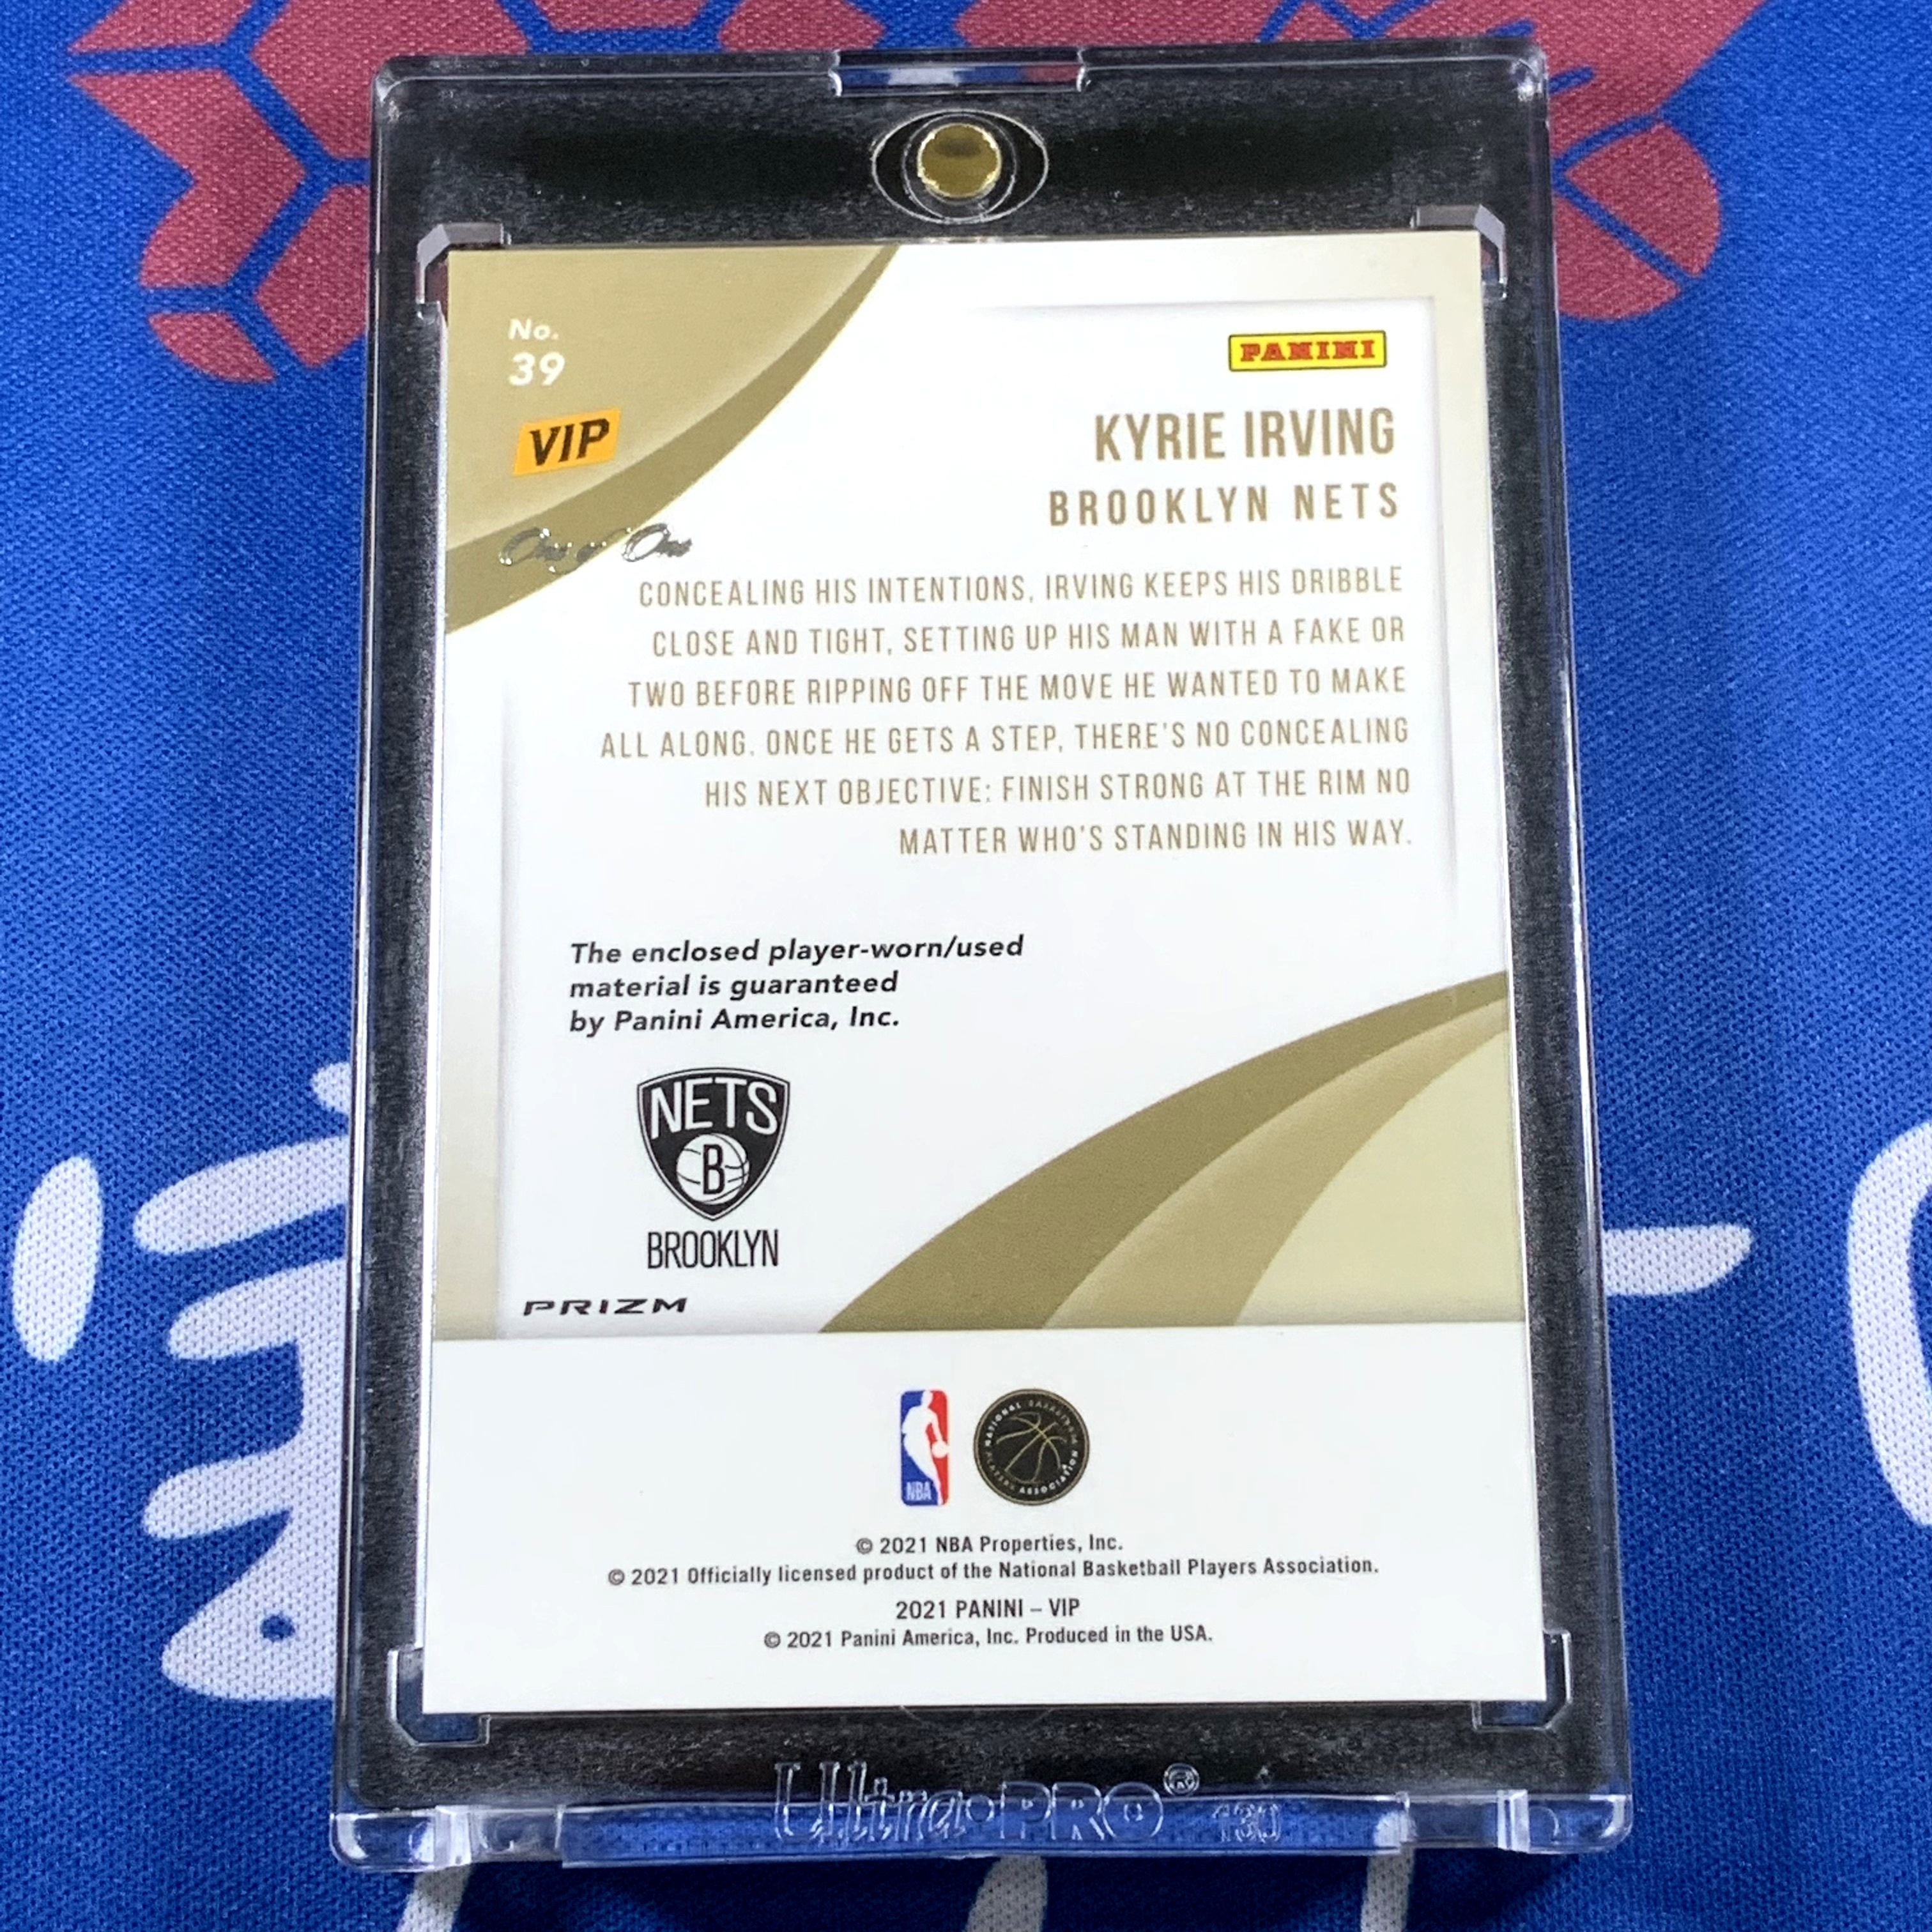 No.
39
PANINI
VIP
KYRIE IRVING
BROOKLYN NETS
One of One
CONCEALING HIS INTENTIONS, IRVING KEEPS HIS DRIBBLE
CLOSE AND TIGHT, SETTING UP HIS MAN WITH A FAKE OR
TWO BEFORE RIPPING OFF THE MOVE HE WANTED TO MAKE
ALL ALONG. ONCE HE GETS A STEP, THERE'S NO CONCEALING
HIS NEXT OBJECTIVE: FINISH STRONG AT THE RIM NO
MATTER WHO'S STANDING IN HIS WAY.
The enclosed player-worn/used
material is guaranteed
by Panini America, Inc.
NETS
B
BROOKLYN
PRIZM
NBA
NATIONAL BASKETBALL PLAYERS ASSOCIATION
© 2021 NBA Properties, Inc.
© 2021 Officially licensed product of the National Basketball Players Association.
2021 PANINI – VIP
© 2021 Panini America, Inc. Produced in the USA.
Ultra·PRO® 130